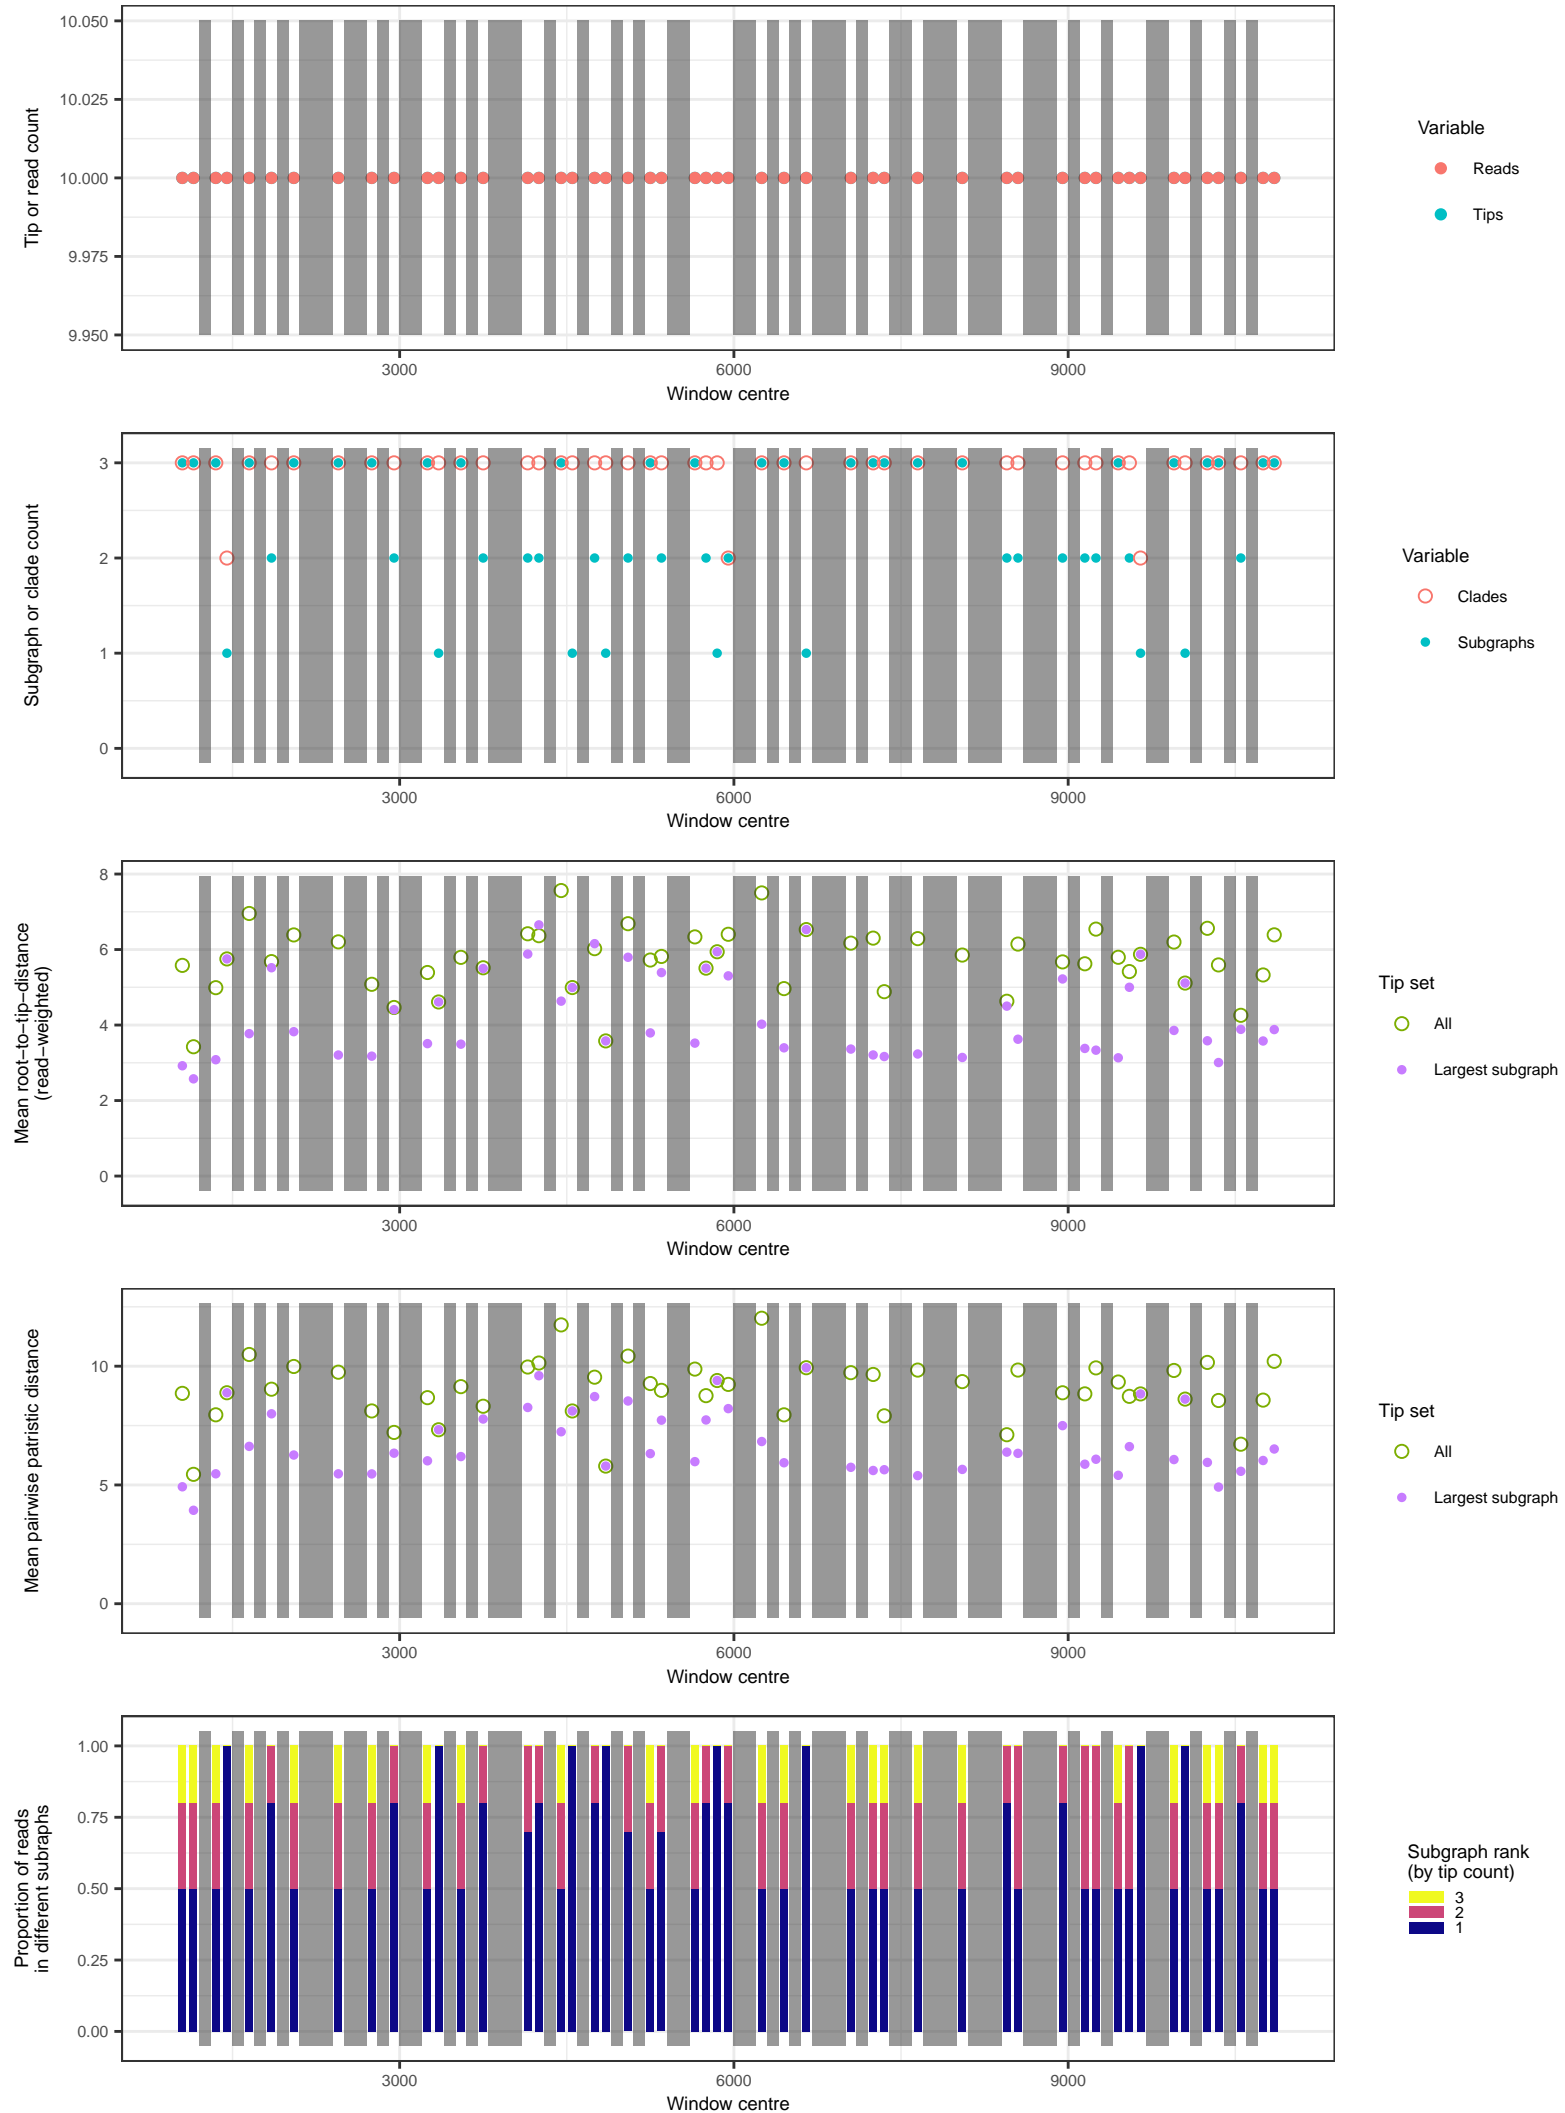 10.050
10.025
10.000
9.975
9.950
Tip or read count
3000
6000
9000
Window centre
Variable
Reads
Tips
3
2
1
0
Subgraph or clade count
3000
6000
9000
Window centre
Variable
Clades
Subgraphs
8
6
4
2
0
Mean root−to−tip−distance
(read−weighted)
3000
6000
9000
Window centre
Tip set
All
Largest subgraph
10
5
0
Mean pairwise patristic distance
3000
6000
9000
Window centre
Tip set
All
Largest subgraph
1.00
0.75
0.50
0.25
0.00
Proportion of reads
in different subraphs
3000
6000
9000
Window centre
Subgraph rank
(by tip count)
3
2
1